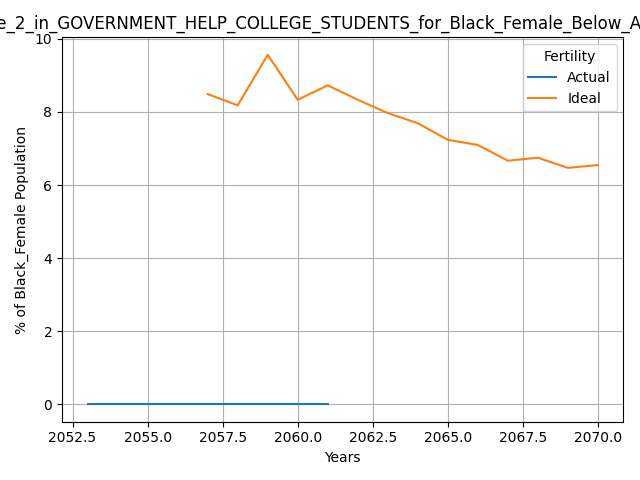 e_2_in_GOVERNMENT_HELP_COLLEGE_STUDENTS_for_Black_Female_Below_A
10
8
6
4
2
0
% of Black_Female Population
Fertility
Actual
Ideal
2052.5 2055.0 2057.5 2060.0 2062.5 2065.0 2067.5 2070.0
Years